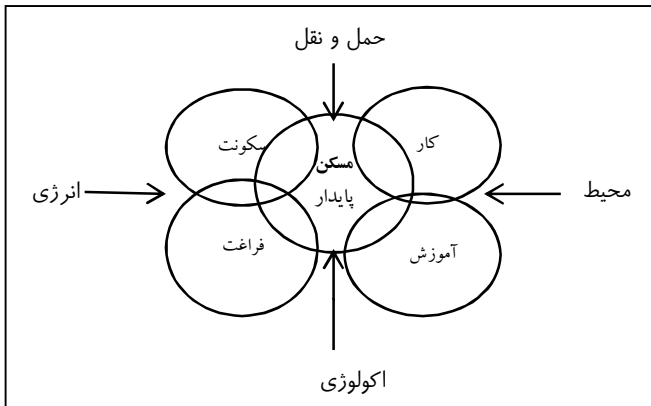 حمل و نقل
کار
سکونت
مسکن
پایدار
محیط
انرژی
آموزش
فراغت
اکولوژی